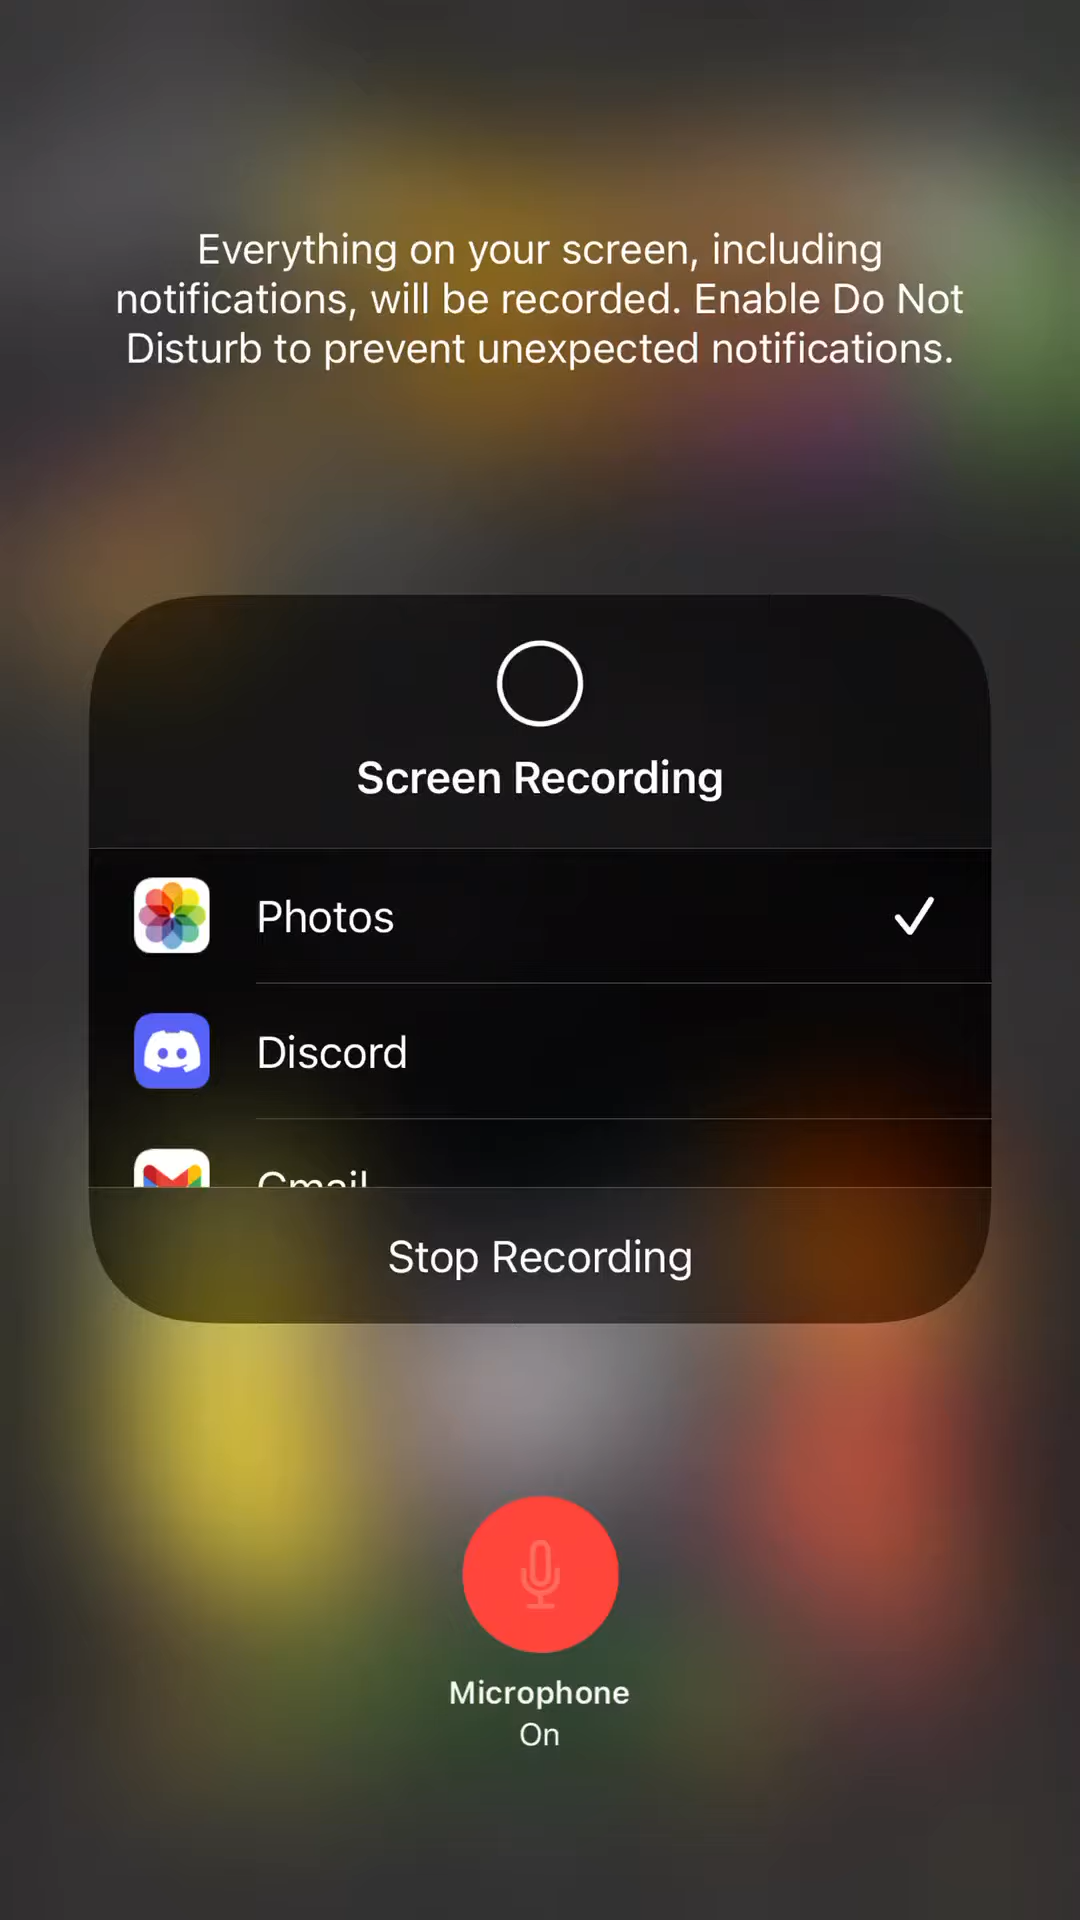 Everything on your screen, including
notifications, will be recorded. Enable Do Not
Disturb to prevent unexpected notifications.
Screen Recording
Photos
Discord
Gmail
Stop Recording
Microphone
On